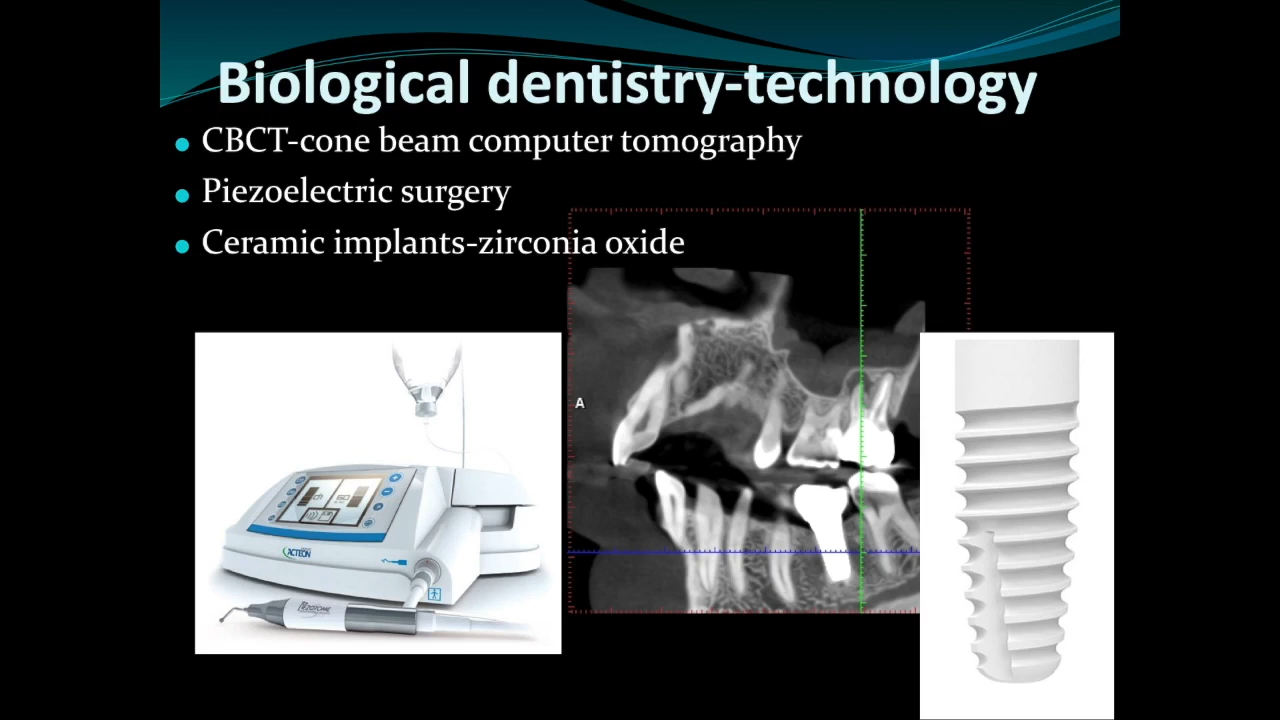 Biological dentistry-technology
CBCT-cone beam computer tomography
Piezoelectric surgery
Ceramic implants-zirconia oxide
A
ACTEON